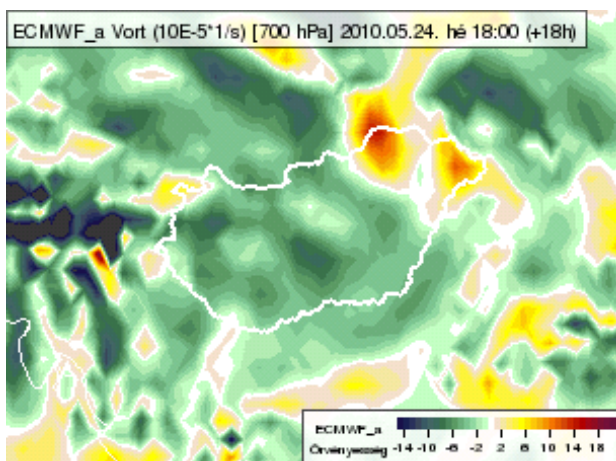 ECMWF_a Vort (10E-5*1/s) [700 hPa] 2010.05.24. hé 18:00 (+18h)
ECMWF_a
Örvényesség -14 -10 -6 -2 2 6 10 14 18